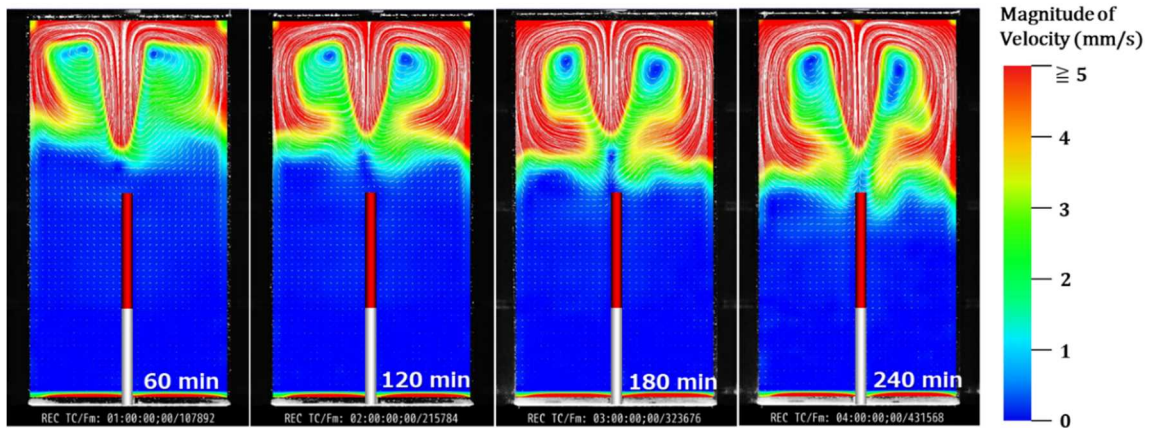 Magnitude of
Velocity (mm/s)
≧ 5
4
3
2
1
0
60 min
120 min
180 min
240 min
REC TC/Fm: 01:00:00;00/107892
REC TC/Fm: 02:00:00;00/215784
REC TC/Fm: 03:00:00;00/323676
REC TC/Fm: 04:00:00;00/431568